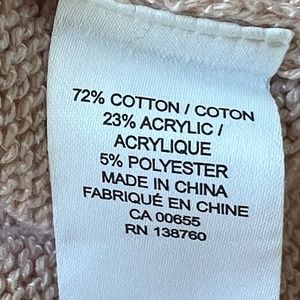 72% COTTON / COTON
23% ACRYLIC /
ACRYLIQUE
5% POLYESTER
MADE IN CHINA
FABRIQUÉ EN CHINE
CA 00655
RN 138760